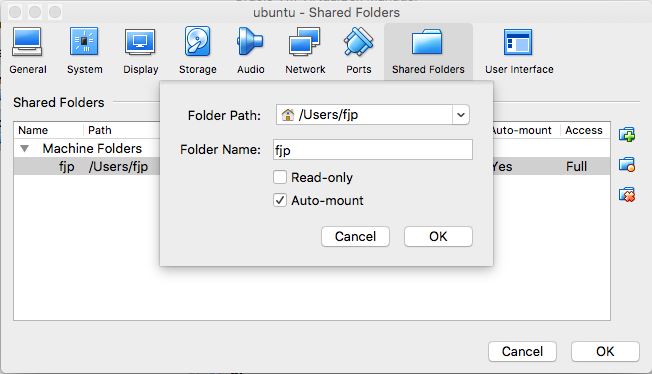 ubuntu - Shared Folders
General System Display Storage Audio Network Ports Shared Folders User Interface
Shared Folders
Name Path Auto-mount Access
Machine Folders
fjp /Users/fjp Yes Full
Folder Path: /Users/fjp
Folder Name: fjp
Read-only
Auto-mount
Cancel OK
Cancel OK